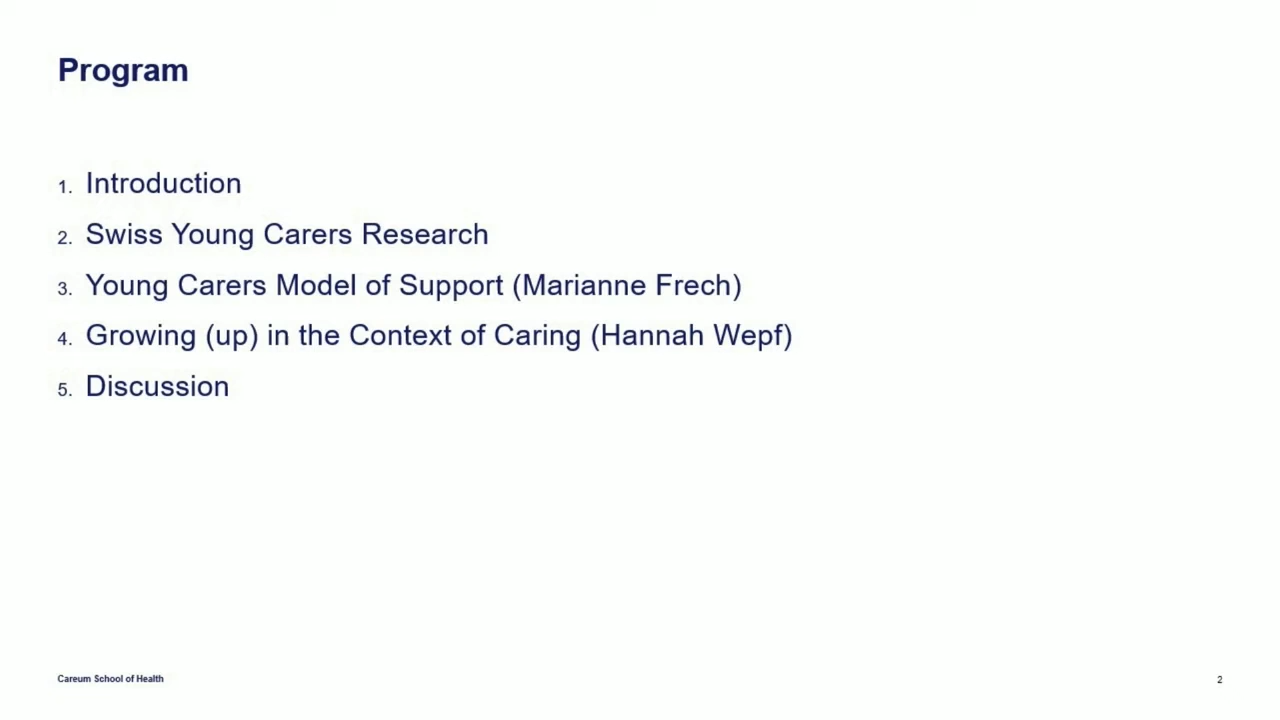 Program
1. Introduction
2. Swiss Young Carers Research
3. Young Carers Model of Support (Marianne Frech)
4. Growing (up) in the Context of Caring (Hannah Wepf)
5. Discussion
Careum School of Health
2